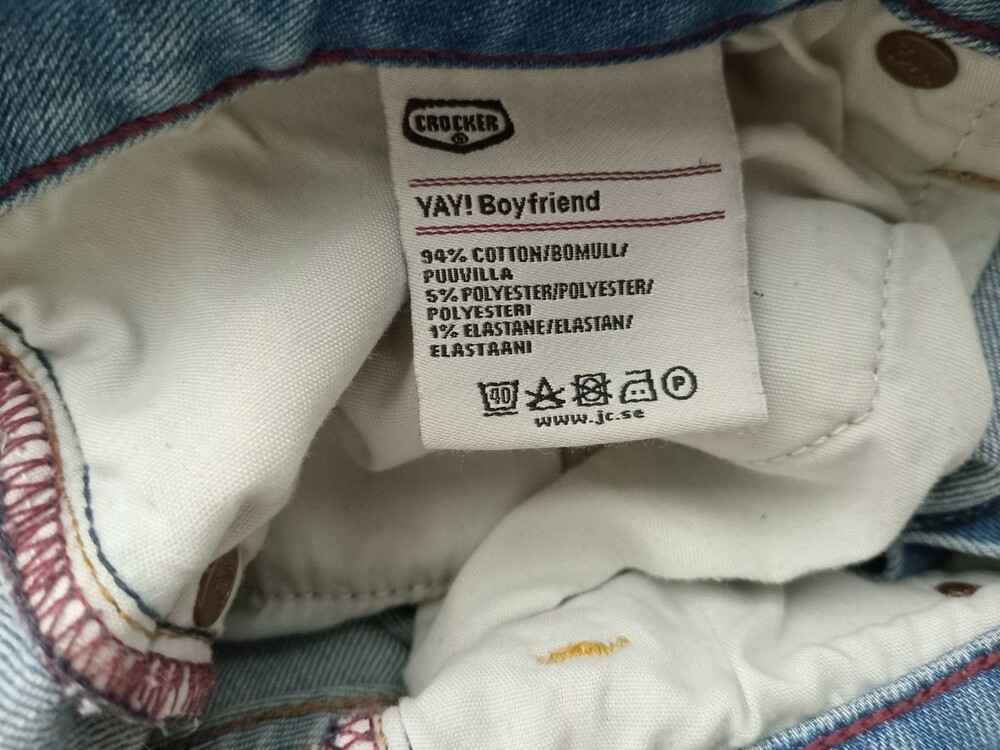 CROCKER
YAY! Boyfriend
94% COTTON/BOMULL/
PUUVILLA
5% POLYESTER/POLYESTER/
POLYESTERI
1% ELASTANE/ELASTAN/
ELASTAANI
40
P
www.jc.se